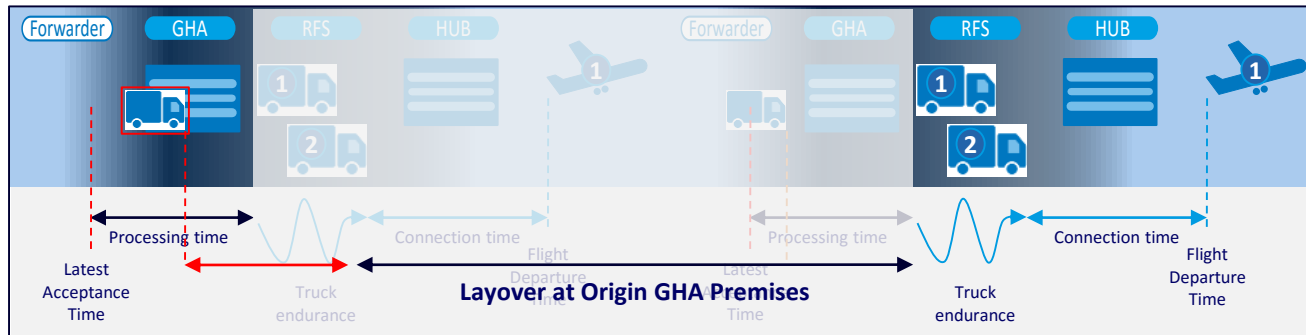 Forwarder GHA RFS HUB Forwarder GHA RFS HUB
1 1 1 1
2 2
Processing time Connection time Processing time Connection time
Latest
Acceptance
Time
Truck
endurance
Flight
Departure
Time
Layover at Origin GHA Premises
Latest
Acceptance
Time
Truck
endurance
Flight
Departure
Time